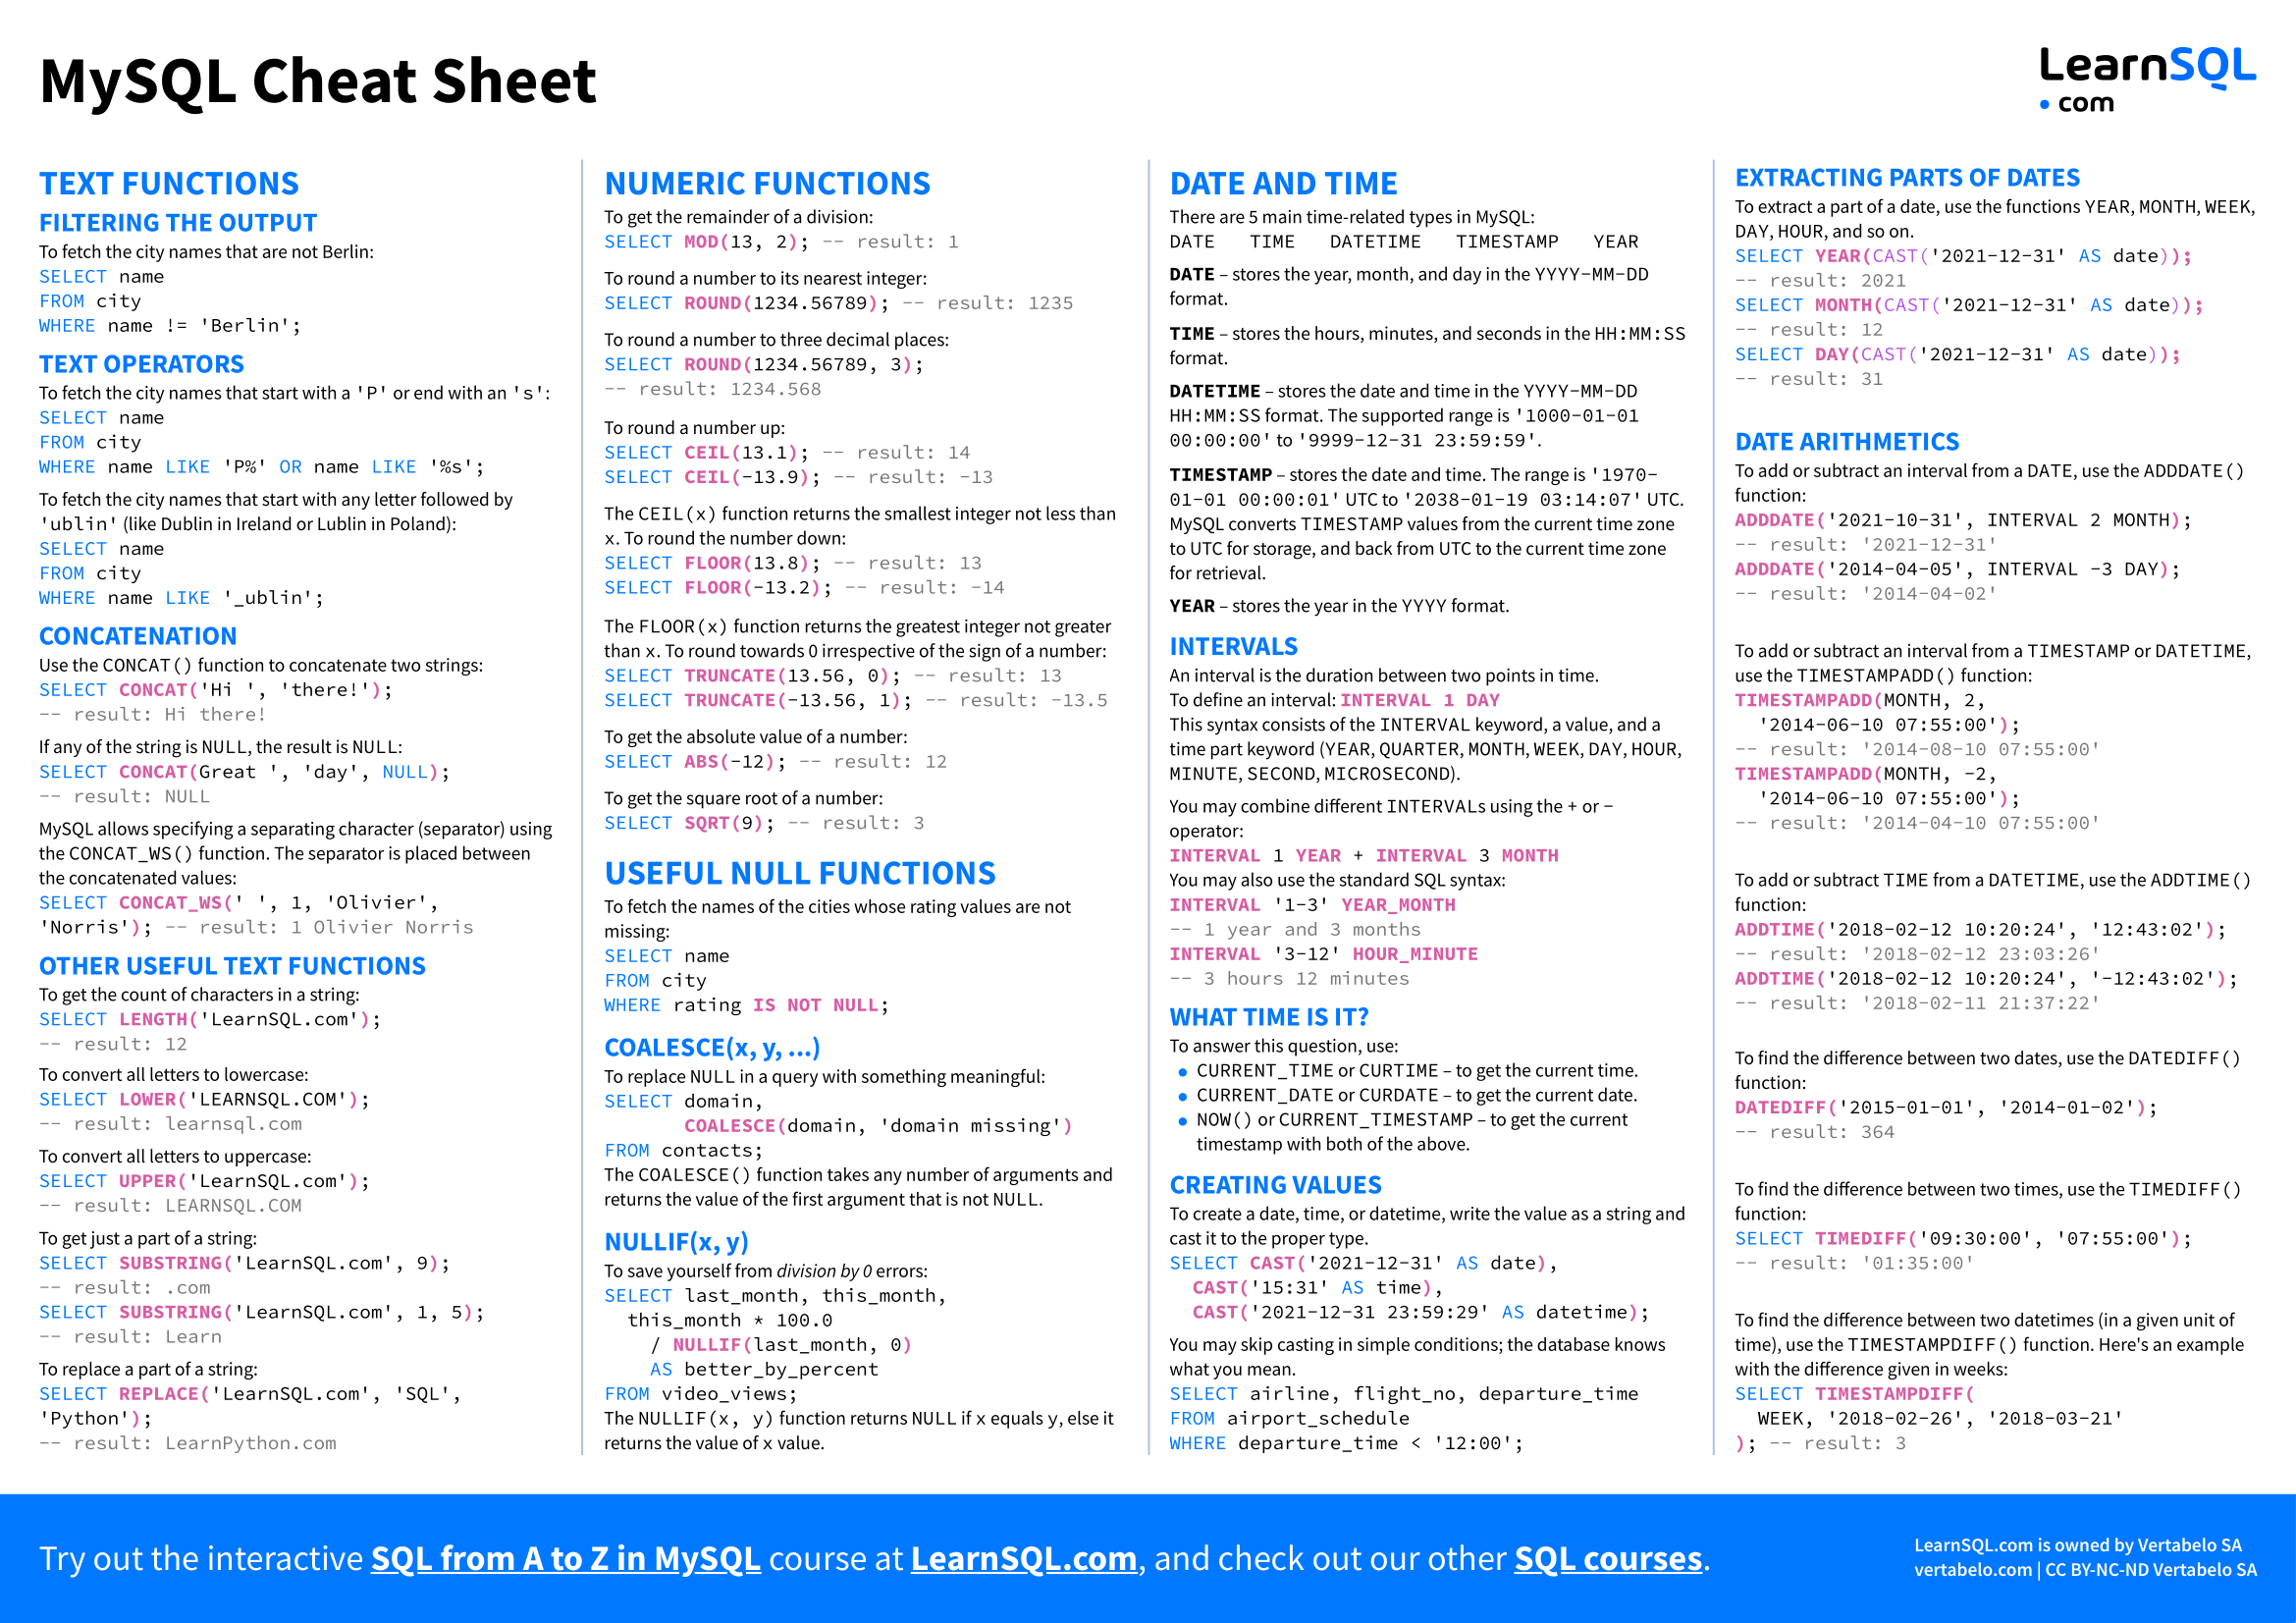 MySQL Cheat Sheet
LearnSQL
• com
TEXT FUNCTIONS
FILTERING THE OUTPUT
To fetch the city names that are not Berlin:
SELECT name
FROM city
WHERE name != 'Berlin';
TEXT OPERATORS
To fetch the city names that start with a 'P' or end with an 's':
SELECT name
FROM city
WHERE name LIKE 'P%' OR name LIKE '%s';
To fetch the city names that start with any letter followed by
'ublin' (like Dublin in Ireland or Lublin in Poland):
SELECT name
FROM city
WHERE name LIKE '_ublin';
CONCATENATION
Use the CONCAT() function to concatenate two strings:
SELECT CONCAT('Hi ', 'there!');
-- result: Hi there!
If any of the string is NULL, the result is NULL:
SELECT CONCAT(Great ', 'day', NULL);
-- result: NULL
MySQL allows specifying a separating character (separator) using
the CONCAT_WS() function. The separator is placed between
the concatenated values:
SELECT CONCAT_WS(' ', 1, 'Olivier',
'Norris'); -- result: 1 Olivier Norris
OTHER USEFUL TEXT FUNCTIONS
To get the count of characters in a string:
SELECT LENGTH('LearnSQL.com');
-- result: 12
To convert all letters to lowercase:
SELECT LOWER('LEARNSQL.COM');
-- result: learnsql.com
To convert all letters to uppercase:
SELECT UPPER('LearnSQL.com');
-- result: LEARNSQL.COM
To get just a part of a string:
SELECT SUBSTRING('LearnSQL.com', 9);
-- result: .com
SELECT SUBSTRING('LearnSQL.com', 1, 5);
-- result: Learn
To replace a part of a string:
SELECT REPLACE('LearnSQL.com', 'SQL',
'Python');
-- result: LearnPython.com
NUMERIC FUNCTIONS
To get the remainder of a division:
SELECT MOD(13, 2); -- result: 1
To round a number to its nearest integer:
SELECT ROUND(1234.56789); -- result: 1235
To round a number to three decimal places:
SELECT ROUND(1234.56789, 3);
-- result: 1234.568
To round a number up:
SELECT CEIL(13.1); -- result: 14
SELECT CEIL(-13.9); -- result: -13
The CEIL(x) function returns the smallest integer not less than
x. To round the number down:
SELECT FLOOR(13.8); -- result: 13
SELECT FLOOR(-13.2); -- result: -14
The FLOOR(x) function returns the greatest integer not greater
than x. To round towards 0 irrespective of the sign of a number:
SELECT TRUNCATE(13.56, 0); -- result: 13
SELECT TRUNCATE(-13.56, 1); -- result: -13.5
To get the absolute value of a number:
SELECT ABS(-12); -- result: 12
To get the square root of a number:
SELECT SQRT(9); -- result: 3
USEFUL NULL FUNCTIONS
To fetch the names of the cities whose rating values are not
missing:
SELECT name
FROM city
WHERE rating IS NOT NULL;
COALESCE(x, y, ...)
To replace NULL in a query with something meaningful:
SELECT domain,
COALESCE(domain, 'domain missing')
FROM contacts;
The COALESCE() function takes any number of arguments and
returns the value of the first argument that is not NULL.
NULLIF(x, y)
To save yourself from division by 0 errors:
SELECT last_month, this_month,
this_month * 100.0
/ NULLIF(last_month, 0)
AS better_by_percent
FROM video_views;
The NULLIF(x, y) function returns NULL if x equals y, else it
returns the value of x value.
DATE AND TIME
There are 5 main time-related types in MySQL:
DATE TIME DATETIME TIMESTAMP YEAR
DATE – stores the year, month, and day in the YYYY-MM-DD
format.
TIME – stores the hours, minutes, and seconds in the HH:MM:SS
format.
DATETIME – stores the date and time in the YYYY-MM-DD
HH:MM:SS format. The supported range is '1000-01-01
00:00:00' to '9999-12-31 23:59:59'.
TIMESTAMP – stores the date and time. The range is '1970-
01-01 00:00:01' UTC to '2038-01-19 03:14:07' UTC.
MySQL converts TIMESTAMP values from the current time zone
to UTC for storage, and back from UTC to the current time zone
for retrieval.
YEAR – stores the year in the YYYY format.
INTERVALS
An interval is the duration between two points in time.
To define an interval: INTERVAL 1 DAY
This syntax consists of the INTERVAL keyword, a value, and a
time part keyword (YEAR, QUARTER, MONTH, WEEK, DAY, HOUR,
MINUTE, SECOND, MICROSECOND).
You may combine different INTERVALs using the + or -
operator:
INTERVAL 1 YEAR + INTERVAL 3 MONTH
You may also use the standard SQL syntax:
INTERVAL '1-3' YEAR_MONTH
-- 1 year and 3 months
INTERVAL '3-12' HOUR_MINUTE
-- 3 hours 12 minutes
WHAT TIME IS IT?
To answer this question, use:
• CURRENT_TIME or CURTIME – to get the current time.
• CURRENT_DATE or CURDATE – to get the current date.
• NOW() or CURRENT_TIMESTAMP – to get the current
timestamp with both of the above.
CREATING VALUES
To create a date, time, or datetime, write the value as a string and
cast it to the proper type.
SELECT CAST('2021-12-31' AS date),
CAST('15:31' AS time),
CAST('2021-12-31 23:59:29' AS datetime);
You may skip casting in simple conditions; the database knows
what you mean.
SELECT airline, flight_no, departure_time
FROM airport_schedule
WHERE departure_time < '12:00';
EXTRACTING PARTS OF DATES
To extract a part of a date, use the functions YEAR, MONTH, WEEK,
DAY, HOUR, and so on.
SELECT YEAR(CAST('2021-12-31' AS date));
-- result: 2021
SELECT MONTH(CAST('2021-12-31' AS date));
-- result: 12
SELECT DAY(CAST('2021-12-31' AS date));
-- result: 31
DATE ARITHMETICS
To add or subtract an interval from a DATE, use the ADDDATE()
function:
ADDDATE('2021-10-31', INTERVAL 2 MONTH);
-- result: '2021-12-31'
ADDDATE('2014-04-05', INTERVAL -3 DAY);
-- result: '2014-04-02'
To add or subtract an interval from a TIMESTAMP or DATETIME,
use the TIMESTAMPADD() function:
TIMESTAMPADD(MONTH, 2,
'2014-06-10 07:55:00');
-- result: '2014-08-10 07:55:00'
TIMESTAMPADD(MONTH, -2,
'2014-06-10 07:55:00');
-- result: '2014-04-10 07:55:00'
To add or subtract TIME from a DATETIME, use the ADDTIME()
function:
ADDTIME('2018-02-12 10:20:24', '12:43:02');
-- result: '2018-02-12 23:03:26'
ADDTIME('2018-02-12 10:20:24', '-12:43:02');
-- result: '2018-02-11 21:37:22'
To find the difference between two dates, use the DATEDIFF()
function:
DATEDIFF('2015-01-01', '2014-01-02');
-- result: 364
To find the difference between two times, use the TIMEDIFF()
function:
SELECT TIMEDIFF('09:30:00', '07:55:00');
-- result: '01:35:00'
To find the difference between two datetimes (in a given unit of
time), use the TIMESTAMPDIFF() function. Here's an example
with the difference given in weeks:
SELECT TIMESTAMPDIFF(
WEEK, '2018-02-26', '2018-03-21'
); -- result: 3
Try out the interactive SQL from A to Z in MySQL course at LearnSQL.com, and check out our other SQL courses.
LearnSQL.com is owned by Vertabelo SA
vertabelo.com | CC BY-NC-ND Vertabelo SA